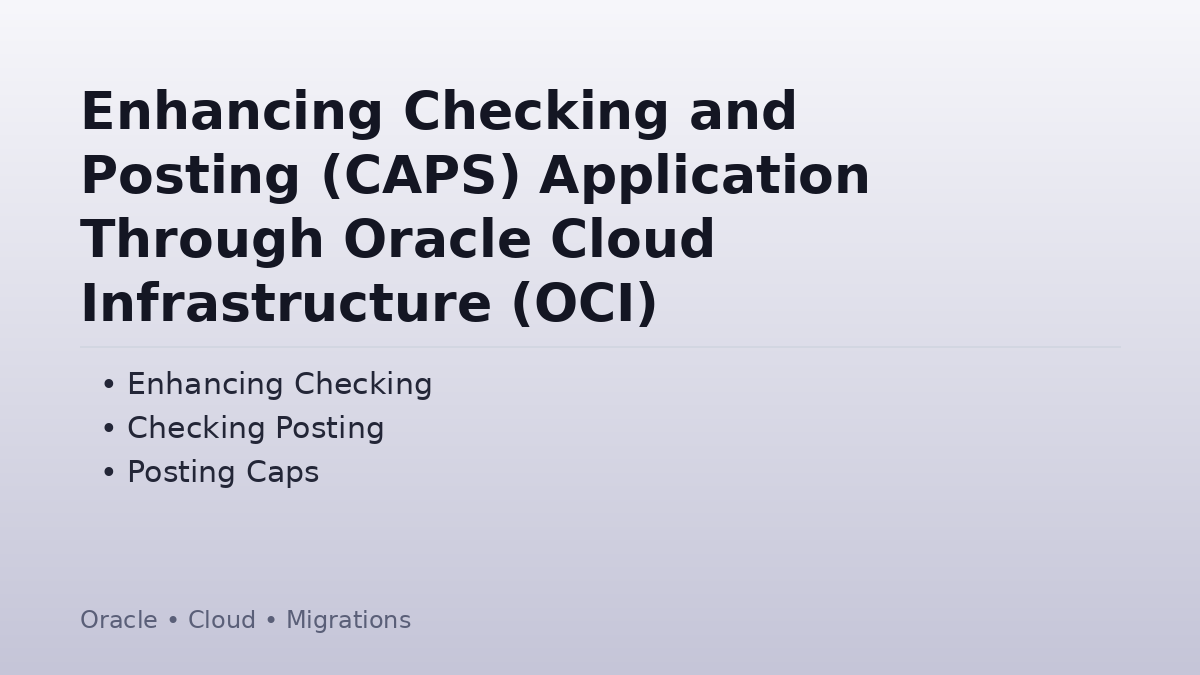 Enhancing Checking and
Posting (CAPS) Application
Through Oracle Cloud
Infrastructure (OCI)
• Enhancing Checking
• Checking Posting
• Posting Caps
Oracle • Cloud • Migrations